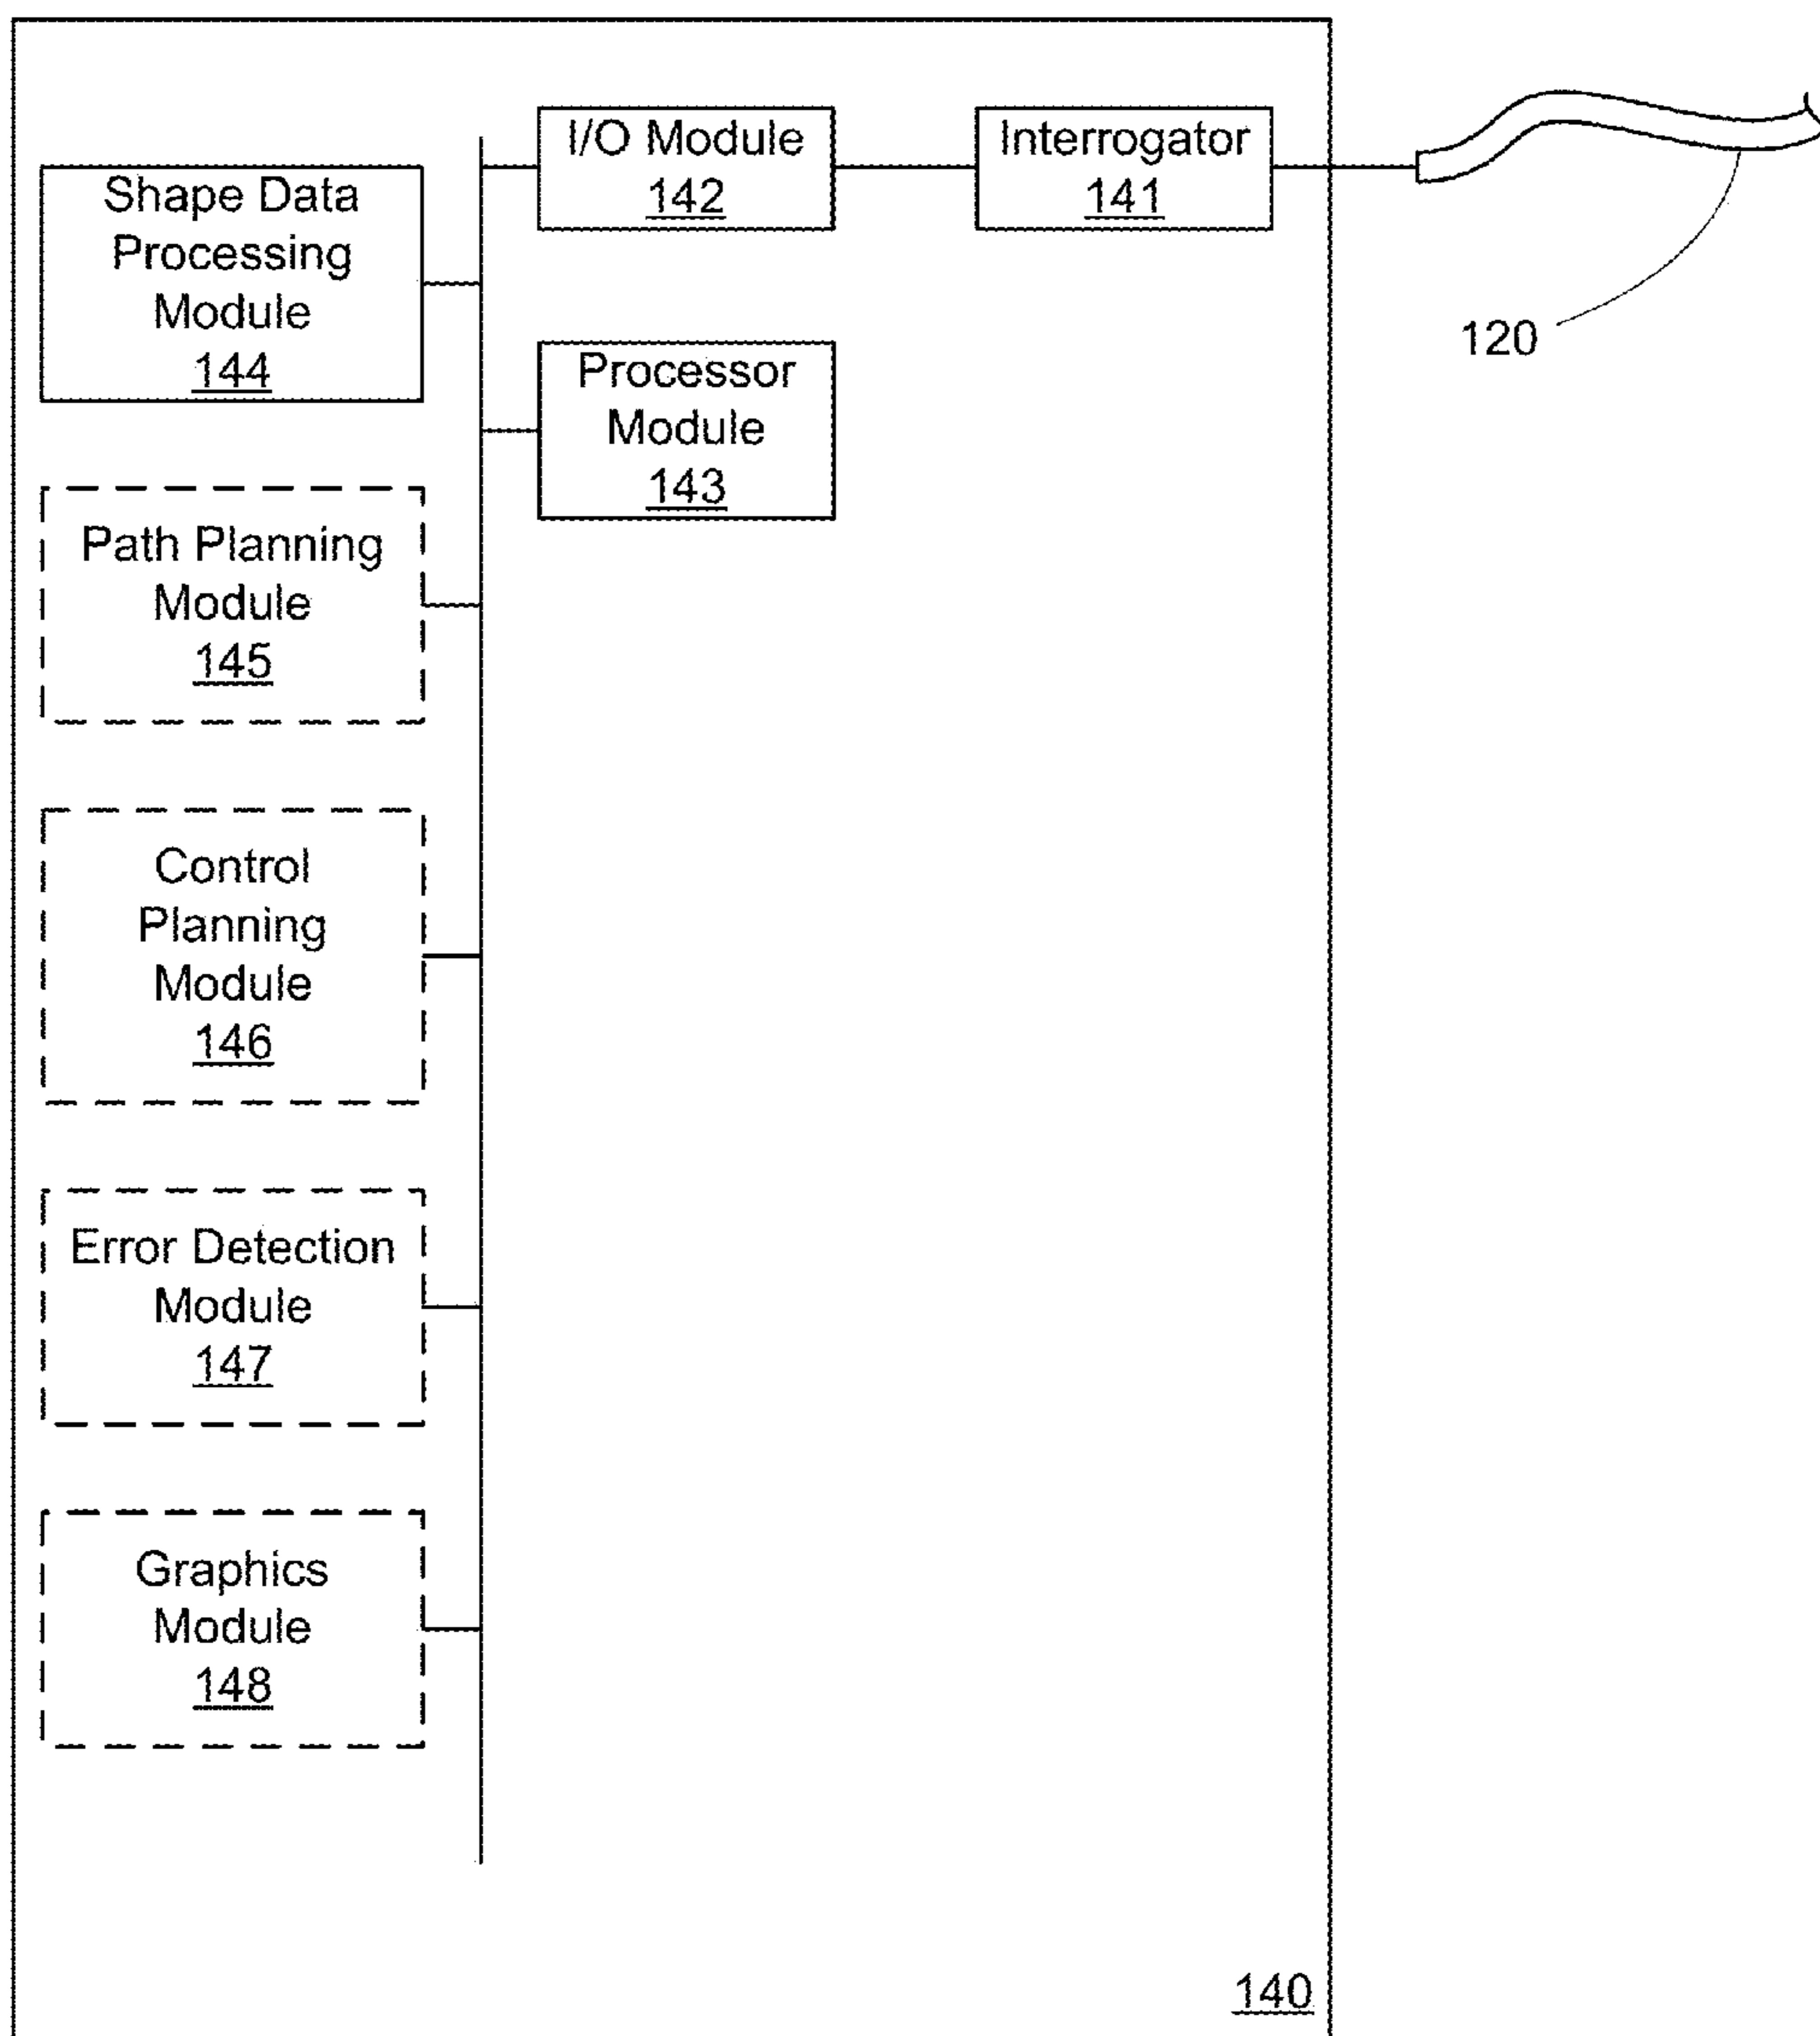 I/O Module
142
Interrogator
141
Shape Data
Processing
Module
144
120
Processor
Module
143
Path Planning
Module
145
Control
Planning
Module
146
Error Detection
Module
147
Graphics
Module
148
140